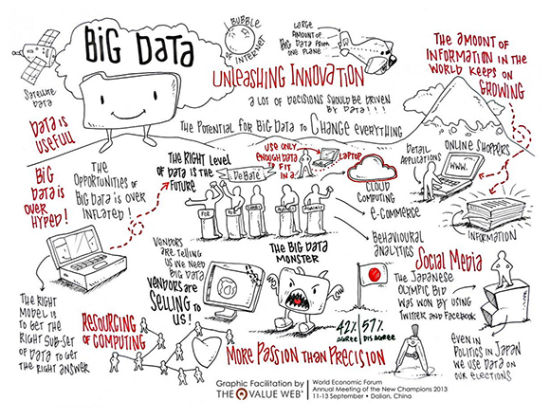 BIG DATA
BUBBLE
OF INTERNET
LARGE
AMOUNT OF
BIG DATA FROM
ONE PLANE
THE AMOUNT OF
INFORMATION IN THE
WORLD KEEPS ON
GROWING
SATELLITE
DATA
UNLEASHING INNOVATION
A LOT OF DECISIONS SHOULD BE DRIVEN
BY DATA!!!
DATA IS
USEFUL
THE POTENTIAL FOR BIG DATA TO CHANGE EVERYTHING
BIG
DATA IS
OVER
HYPED!
THE
OPPORTUNITIES OF
BIG DATA IS OVER
INFLATED!
THE RIGHT LEVEL
OF DATA IS THE
FUTURE
DEBATE
USE ONLY
ENOUGH DATA
TO FIT
IN A
LAPTOP
CLOUD
COMPUTING
RETAIL
APPLICATIONS
ONLINE SHOPPERS
WWW.
E-COMMERCE
INFORMATION
FOR
BEHAVIOURAL
ANALYTICS
VENDORS
ARE TELLING
US WE NEED
BIG DATA
VENDORS ARE
SELLING TO
US!
THE BIG DATA
MONSTER
SOCIAL MEDIA
THE JAPANESE
OLYMPIC BID
WAS WON BY USING
TWITTER AND FACEBOOK
THE RIGHT
MODEL IS
TO GET THE
RIGHT SUB-SET
OF DATA TO GET
THE RIGHT ANSWER
RESOURCING
OF COMPUTING
42% 57%
AGREE DISAGREE
MORE PASSION THAN PRECISION
EVEN IN
POLITICS IN JAPAN
WE USE DATA ON
OUR ELECTIONS
Graphic Facilitation by
THE VALUE WEB
World Economic Forum
Annual Meeting of the New Champions 2013
11-13 September • Dalian, China